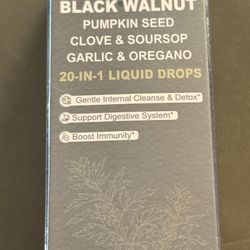 BLACK WALNUT
PUMPKIN SEED
CLOVE & SOURSOP
GARLIC & OREGANO
20-IN-1 LIQUID DROPS
Gentle Internal Cleanse & Detox*
Support Digestive System*
Boost Immunity*